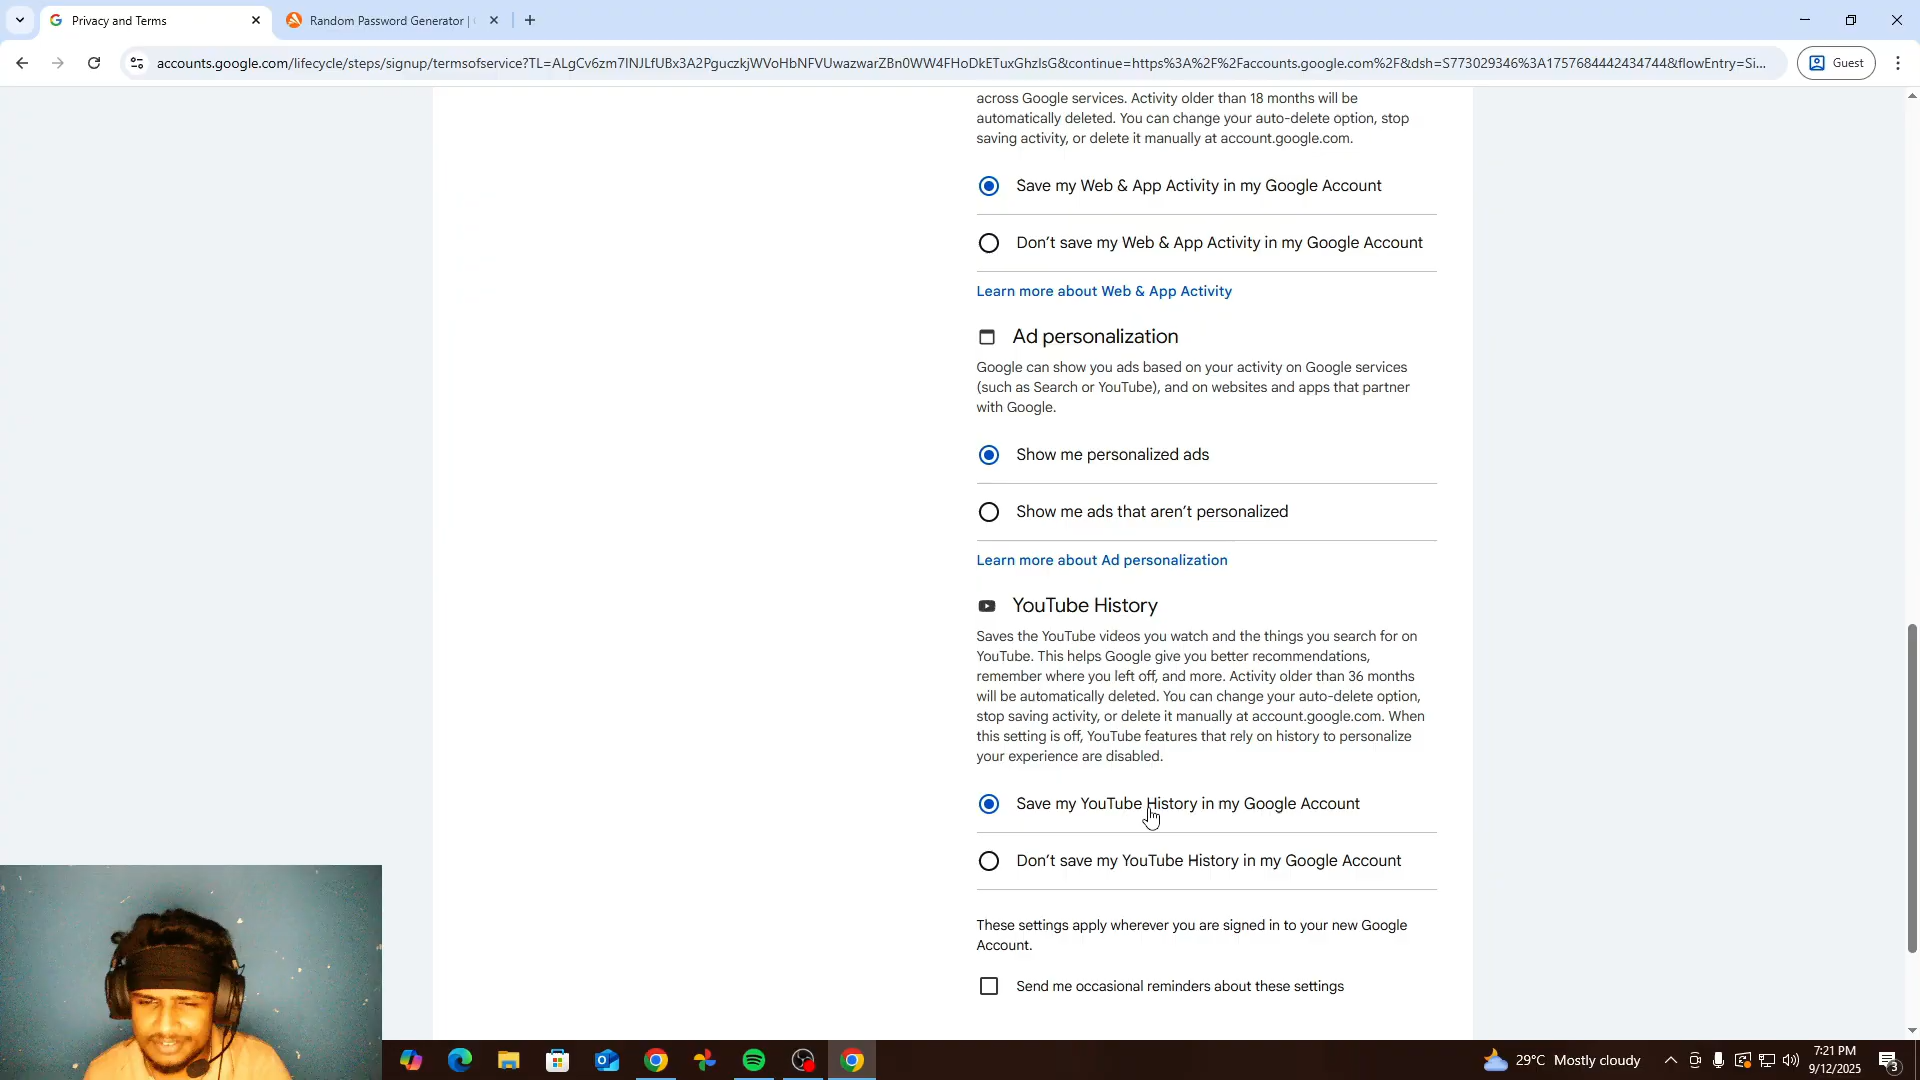 Privacy and Terms
Random Password Generator |
accounts.google.com/lifecycle/steps/signup/termsofservice?TL=ALgCv6zm7INJLfUBx3A2PguczkjWVoHbNFVUwazwarZBn0WW4FHoDkETuxGhzlsG&continue=https%3A%2F%2Faccounts.google.com%2F&dsh=S773029346%3A1757684442434744&flowEntry=Si...
Guest
across Google services. Activity older than 18 months will be
automatically deleted. You can change your auto-delete option, stop
saving activity, or delete it manually at account.google.com.
Save my Web & App Activity in my Google Account
Don’t save my Web & App Activity in my Google Account
Learn more about Web & App Activity
Ad personalization
Google can show you ads based on your activity on Google services
(such as Search or YouTube), and on websites and apps that partner
with Google.
Show me personalized ads
Show me ads that aren’t personalized
Learn more about Ad personalization
YouTube History
Saves the YouTube videos you watch and the things you search for on
YouTube. This helps Google give you better recommendations,
remember where you left off, and more. Activity older than 36 months
will be automatically deleted. You can change your auto-delete option,
stop saving activity, or delete it manually at account.google.com. When
this setting is off, YouTube features that rely on history to personalize
your experience are disabled.
Save my YouTube History in my Google Account
Don’t save my YouTube History in my Google Account
These settings apply wherever you are signed in to your new Google
Account.
Send me occasional reminders about these settings
29°C Mostly cloudy
7:21 PM
9/12/2025
3